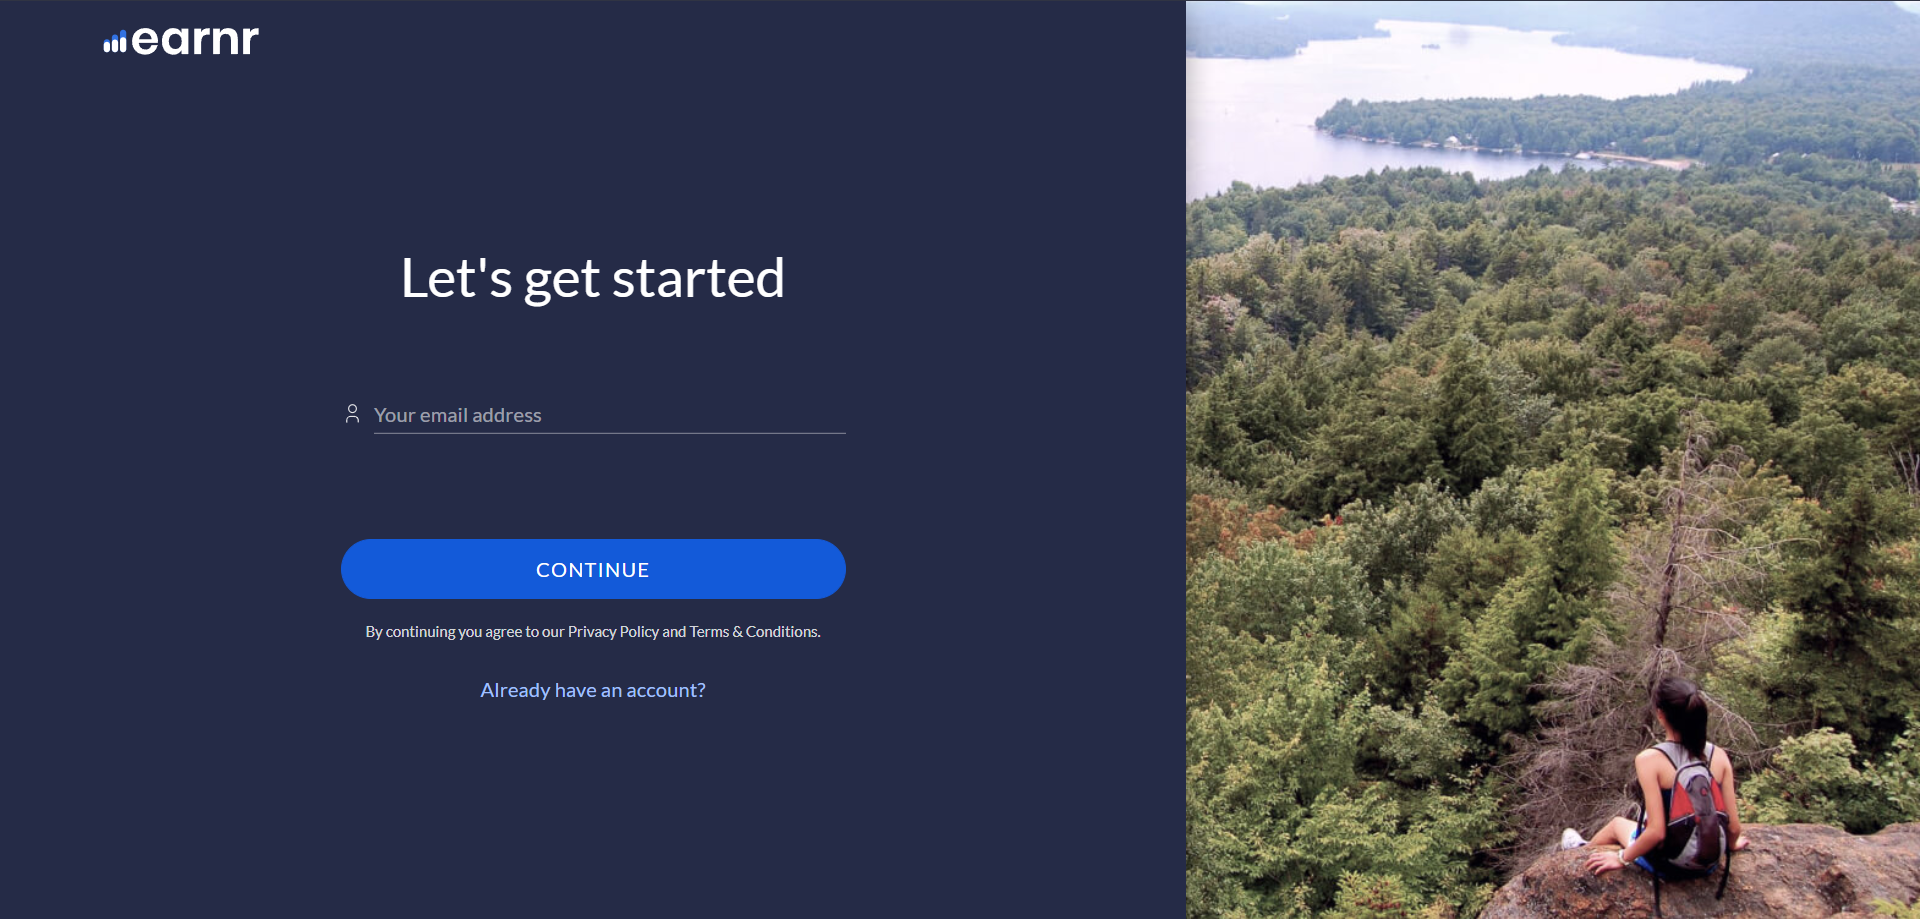 earnr
Let's get started
Your email address
CONTINUE
By continuing you agree to our Privacy Policy and Terms & Conditions.
Already have an account?